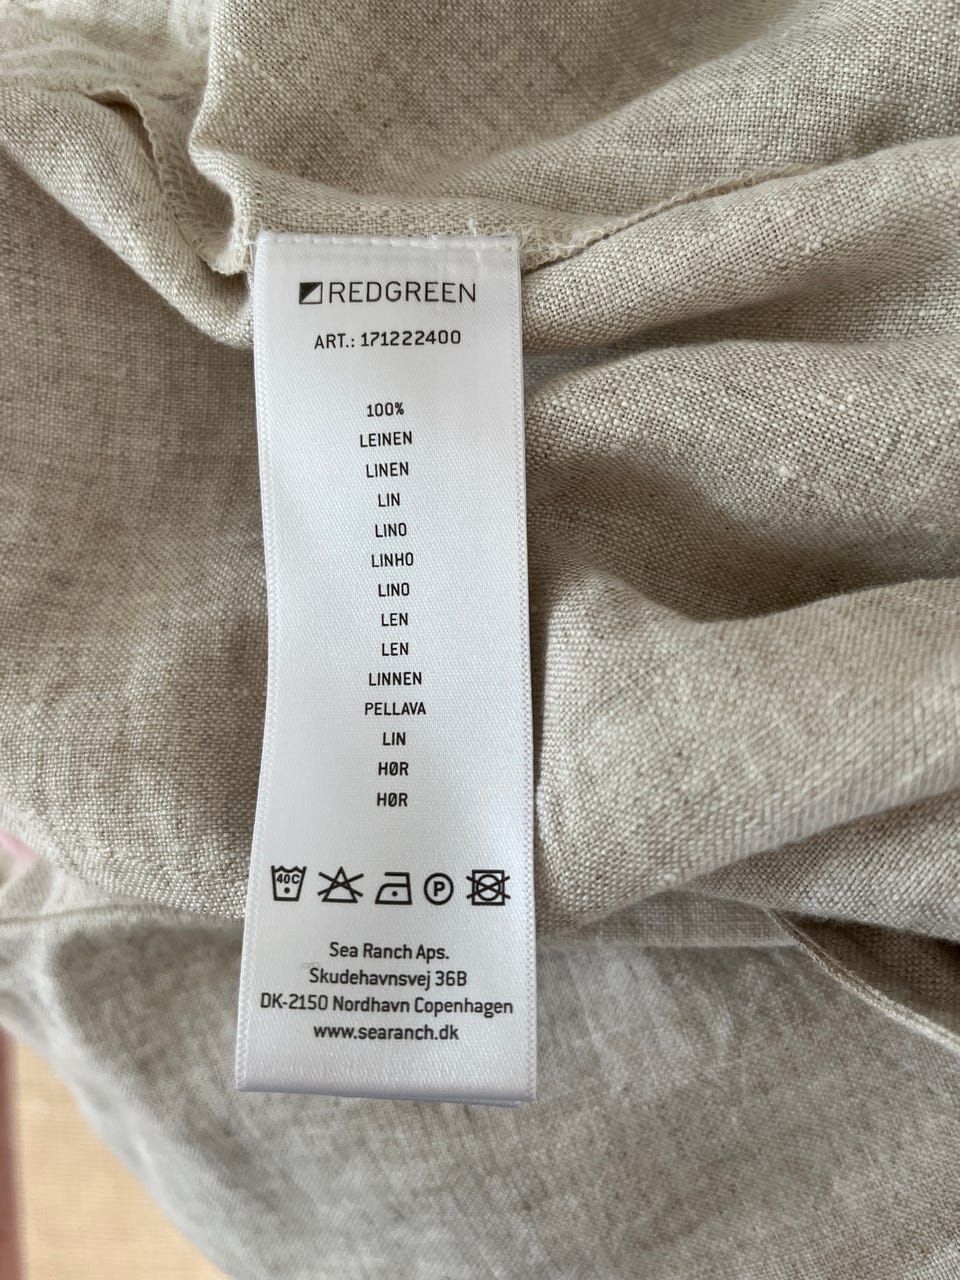 REDGREEN
ART.: 171222400
100%
LEINEN
LINEN
LIN
LINO
LINHO
LINO
LEN
LEN
LINNEN
PELLAVA
LIN
HØR
HØR
40C P
Sea Ranch Aps.
Skudehavnsvej 36B
DK-2150 Nordhavn Copenhagen
www.searanch.dk